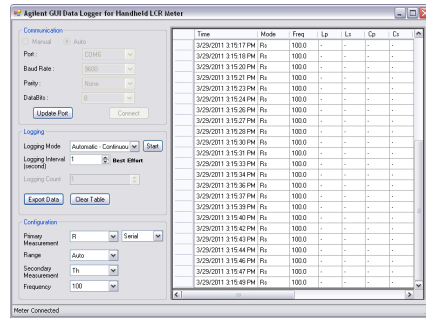 Agilent GUI Data Logger for Handheld LCR Meter
Communication
Manual Auto
Port : COM6
Baud Rate : 9600
Parity : None
DataBits : 8
Update Port Connect
Logging
Logging Mode Automatic - Continuou Start
Logging Interval (second) 1 Best Effort
Logging Count 1
Export Data Clear Table
Configuration
Primary Measurement R Serial
Range Auto
Secondary Measurement Th
Frequency 100
Time Mode Freq Lp Ls Cp Cs
3/29/2011 3:15:17 PM Rs 100.0 - - - -
3/29/2011 3:15:18 PM Rs 100.0 - - - -
3/29/2011 3:15:20 PM Rs 100.0 - - - -
3/29/2011 3:15:21 PM Rs 100.0 - - - -
3/29/2011 3:15:23 PM Rs 100.0 - - - -
3/29/2011 3:15:24 PM Rs 100.0 - - - -
3/29/2011 3:15:26 PM Rs 100.0 - - - -
3/29/2011 3:15:27 PM Rs 100.0 - - - -
3/29/2011 3:15:28 PM Rs 100.0 - - - -
3/29/2011 3:15:30 PM Rs 100.0 - - - -
3/29/2011 3:15:31 PM Rs 100.0 - - - -
3/29/2011 3:15:33 PM Rs 100.0 - - - -
3/29/2011 3:15:34 PM Rs 100.0 - - - -
3/29/2011 3:15:36 PM Rs 100.0 - - - -
3/29/2011 3:15:37 PM Rs 100.0 - - - -
3/29/2011 3:15:39 PM Rs 100.0 - - - -
3/29/2011 3:15:40 PM Rs 100.0 - - - -
3/29/2011 3:15:42 PM Rs 100.0 - - - -
3/29/2011 3:15:43 PM Rs 100.0 - - - -
3/29/2011 3:15:44 PM Rs 100.0 - - - -
3/29/2011 3:15:46 PM Rs 100.0 - - - -
3/29/2011 3:15:47 PM Rs 100.0 - - - -
3/29/2011 3:15:49 PM Rs 100.0 - - - -
Meter Connected